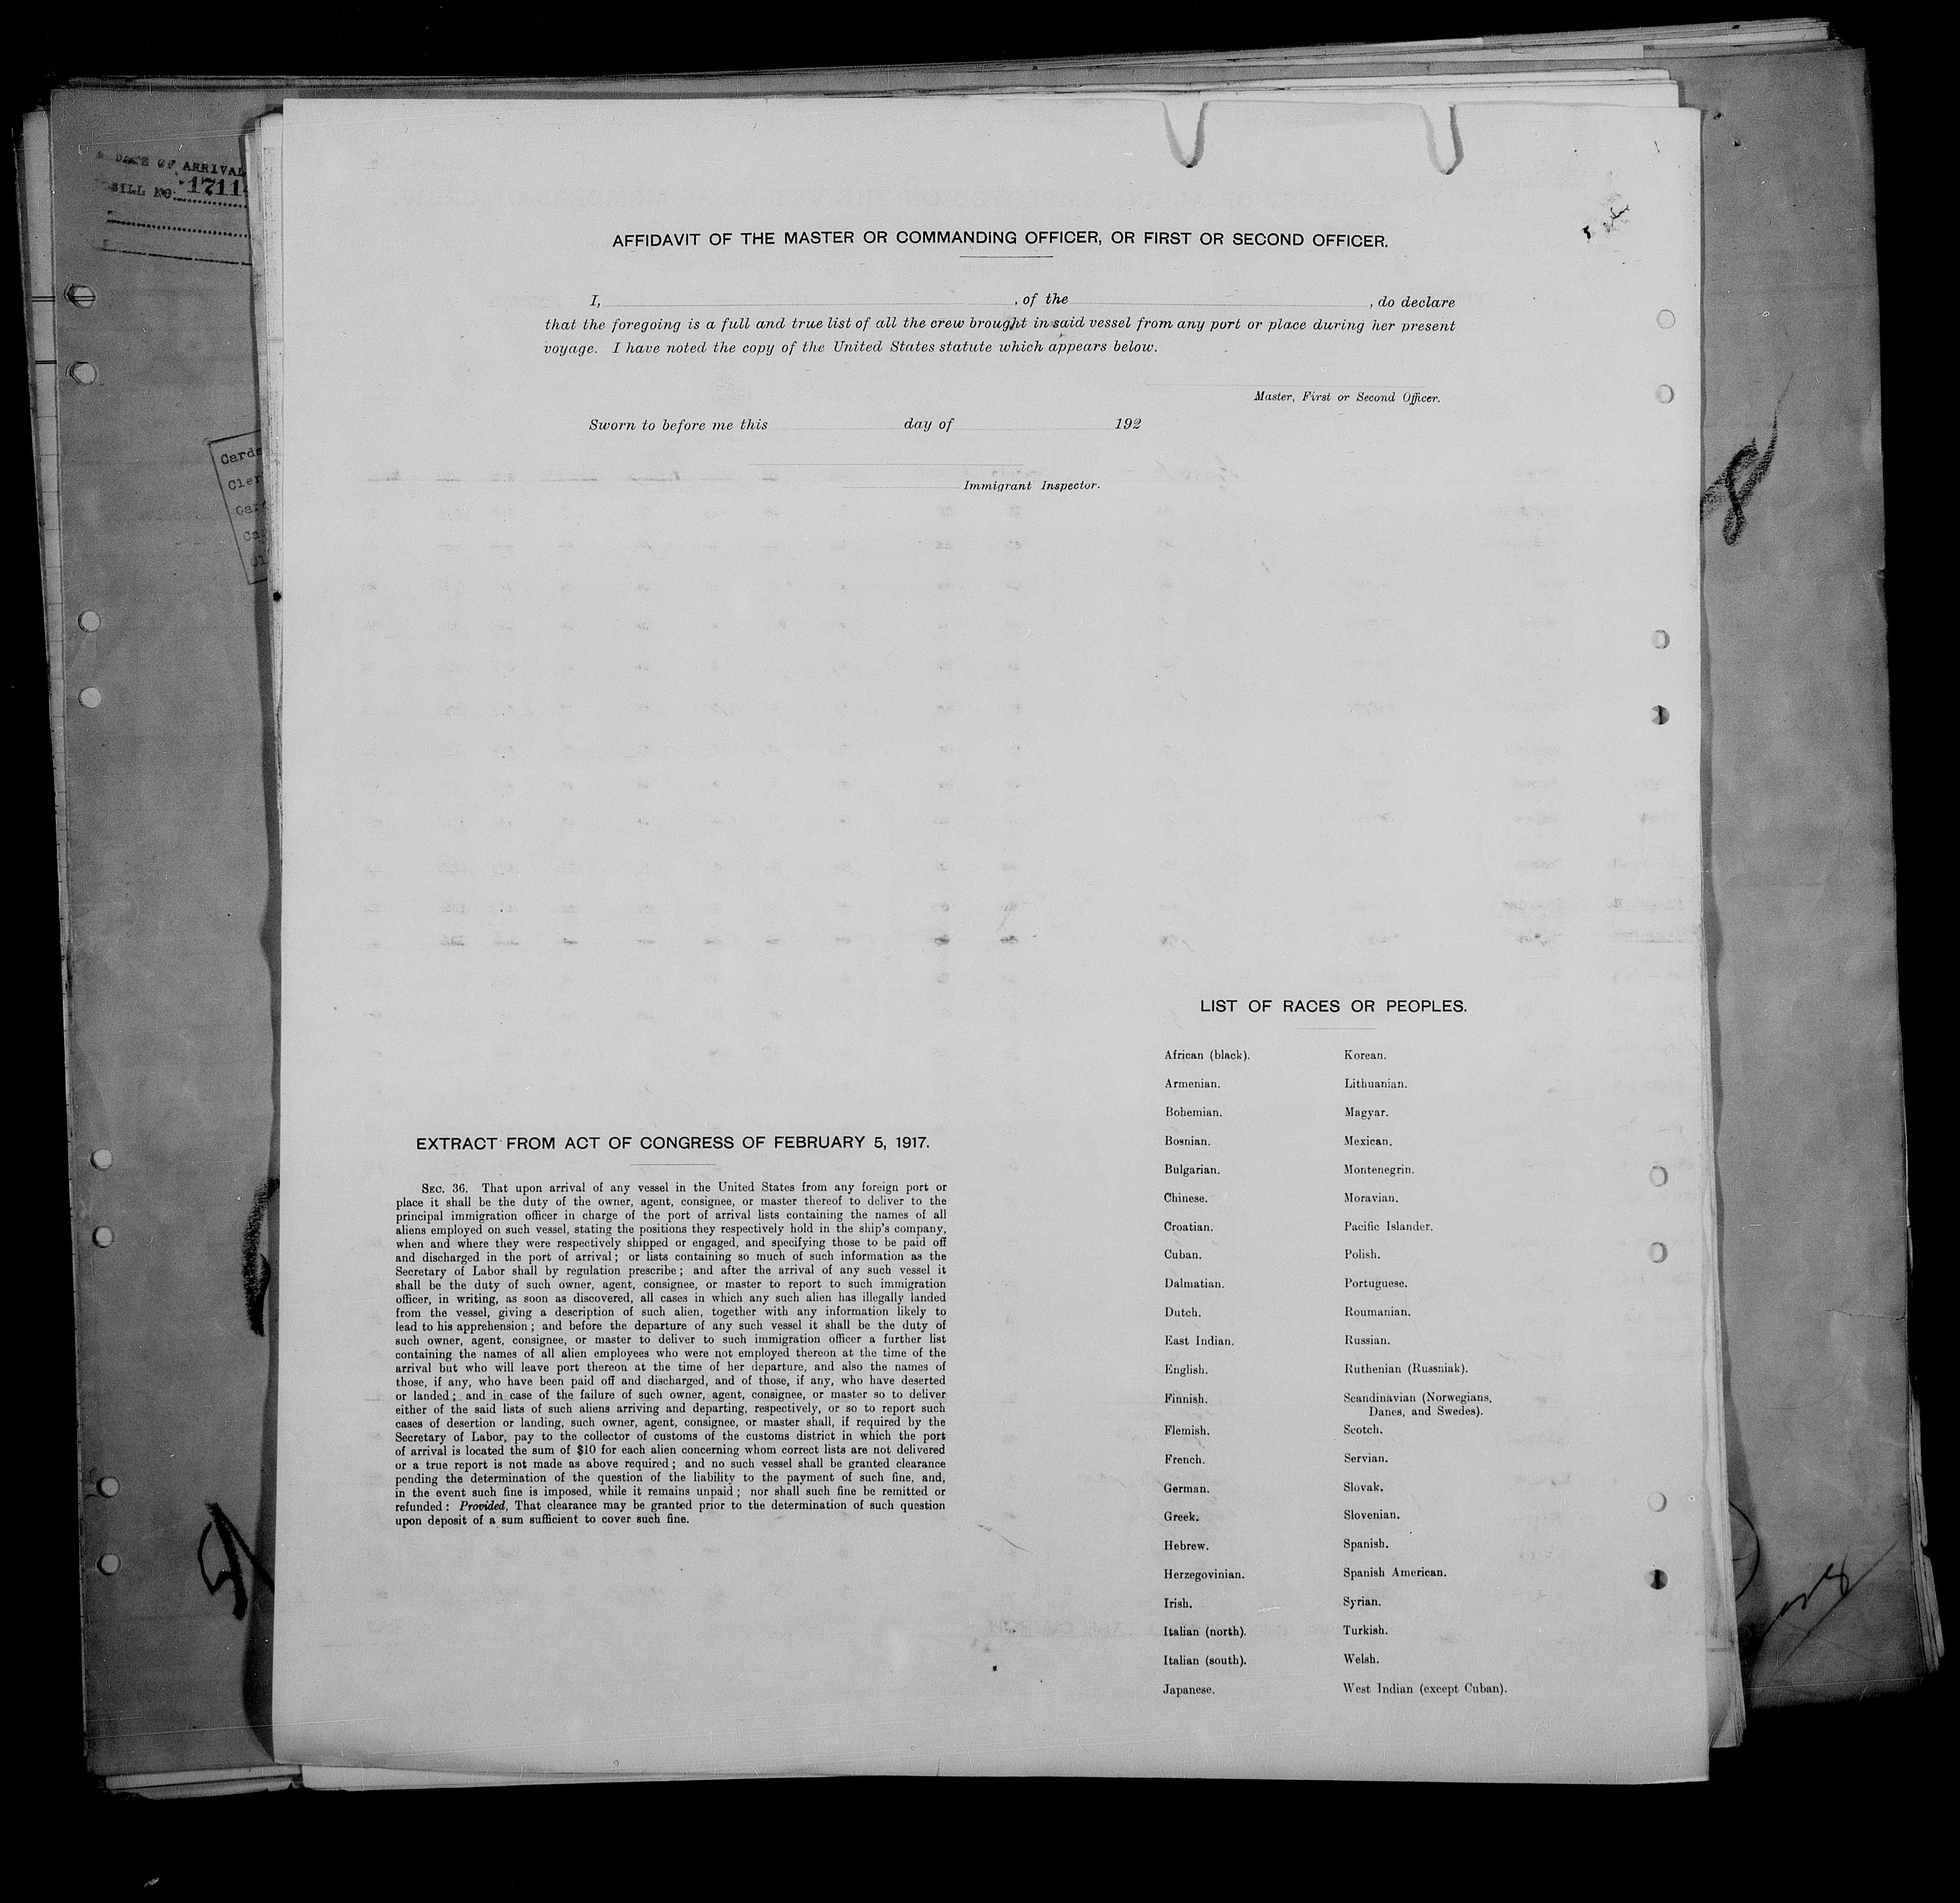 DATE OF ARRIVAL
BILL NO. 1711
Card
Cler
Car
Ca
Cl
AFFIDAVIT OF THE MASTER OR COMMANDING OFFICER, OR FIRST OR SECOND OFFICER.
I, , of the , do declare
that the foregoing is a full and true list of all the crew brought in said vessel from any port or place during her present
voyage. I have noted the copy of the United States statute which appears below.
Master, First or Second Officer.
Sworn to before me this day of 192
Immigrant Inspector.
8
EXTRACT FROM ACT OF CONGRESS OF FEBRUARY 5, 1917.
SEC. 36. That upon arrival of any vessel in the United States from any foreign port or
place it shall be the duty of the owner, agent, consignee, or master thereof to deliver to the
principal immigration officer in charge of the port of arrival lists containing the names of all
aliens employed on such vessel, stating the positions they respectively hold in the ship's company,
when and where they were respectively shipped or engaged, and specifying those to be paid off
and discharged in the port of arrival; or lists containing so much of such information as the
Secretary of Labor shall by regulation prescribe; and after the arrival of any such vessel it
shall be the duty of such owner, agent, consignee, or master to report to such immigration
officer, in writing, as soon as discovered, all cases in which any such alien has illegally landed
from the vessel, giving a description of such alien, together with any information likely to
lead to his apprehension; and before the departure of any such vessel it shall be the duty of
such owner, agent, consignee, or master to deliver to such immigration officer a further list
containing the names of all alien employees who were not employed thereon at the time of the
arrival but who will leave port thereon at the time of her departure, and also the names of
those, if any, who have been paid off and discharged, and of those, if any, who have deserted
or landed; and in case of the failure of such owner, agent, consignee, or master so to deliver
either of the said lists of such aliens arriving and departing, respectively, or so to report such
cases of desertion or landing, such owner, agent, consignee, or master shall, if required by the
Secretary of Labor, pay to the collector of customs of the customs district in which the port
of arrival is located the sum of $10 for each alien concerning whom correct lists are not delivered
or a true report is not made as above required; and no such vessel shall be granted clearance
pending the determination of the question of the liability to the payment of such fine, and,
in the event such fine is imposed, while it remains unpaid; nor shall such fine be remitted or
refunded: Provided, That clearance may be granted prior to the determination of such question
upon deposit of a sum sufficient to cover such fine.
LIST OF RACES OR PEOPLES.
African (black).
Armenian.
Bohemian.
Bosnian.
Bulgarian.
Chinese.
Croatian.
Cuban.
Dalmatian.
Dutch.
East Indian.
English.
Finnish.
Flemish.
French.
German.
Greek.
Hebrew.
Herzegovinian.
Irish.
Italian (north).
Italian (south).
Japanese.
Korean.
Lithuanian.
Magyar.
Mexican.
Montenegrin.
Moravian.
Pacific Islander.
Polish.
Portuguese.
Roumanian.
Russian.
Ruthenian (Russniak).
Scandinavian (Norwegians,
Danes, and Swedes).
Scotch.
Servian.
Slovak.
Slovenian.
Spanish.
Spanish American.
Syrian.
Turkish.
Welsh.
West Indian (except Cuban).